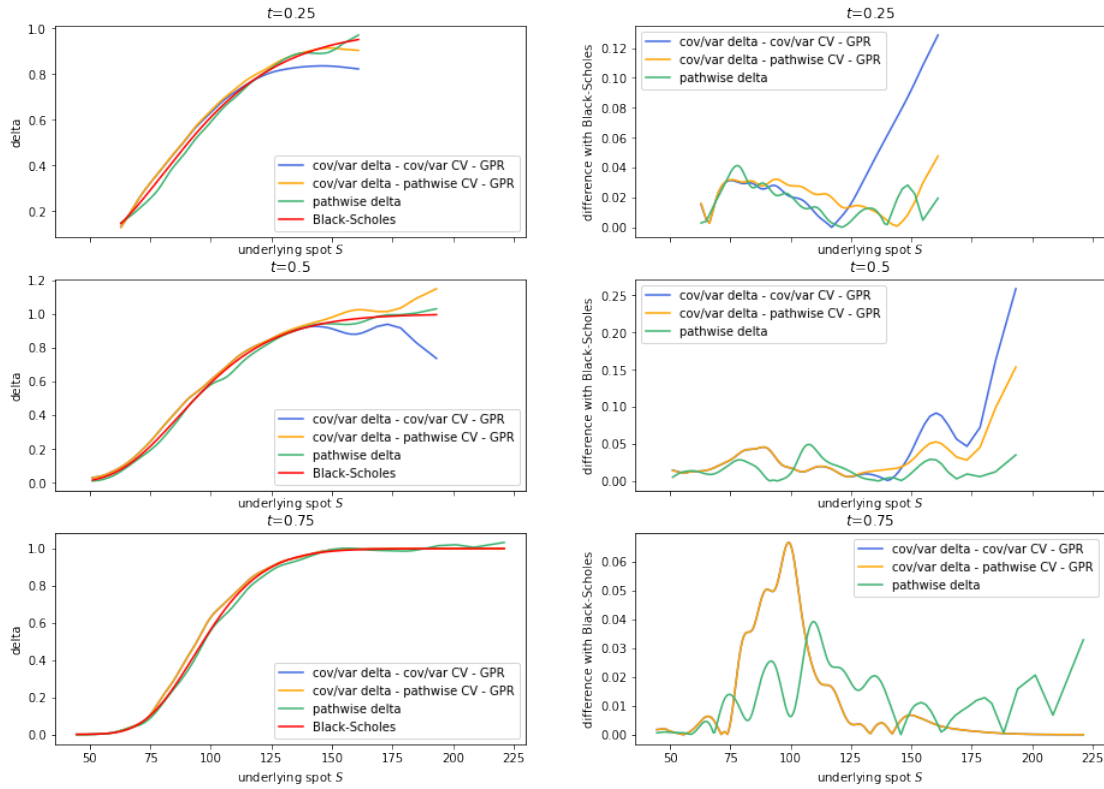 t=0.25
delta
1.0
0.8
0.6
0.4
0.2
cov/var delta - cov/var CV - GPR
cov/var delta - pathwise CV - GPR
pathwise delta
Black-Scholes
underlying spot S
t=0.25
difference with Black-Scholes
0.12
0.10
0.08
0.06
0.04
0.02
0.00
cov/var delta - cov/var CV - GPR
cov/var delta - pathwise CV - GPR
pathwise delta
underlying spot S
t=0.5
delta
1.2
1.0
0.8
0.6
0.4
0.2
0.0
cov/var delta - cov/var CV - GPR
cov/var delta - pathwise CV - GPR
pathwise delta
Black-Scholes
underlying spot S
t=0.5
difference with Black-Scholes
0.25
0.20
0.15
0.10
0.05
0.00
cov/var delta - cov/var CV - GPR
cov/var delta - pathwise CV - GPR
pathwise delta
underlying spot S
t=0.75
delta
1.0
0.8
0.6
0.4
0.2
0.0
cov/var delta - cov/var CV - GPR
cov/var delta - pathwise CV - GPR
pathwise delta
Black-Scholes
50 75 100 125 150 175 200 225
underlying spot S
t=0.75
difference with Black-Scholes
0.06
0.05
0.04
0.03
0.02
0.01
0.00
cov/var delta - cov/var CV - GPR
cov/var delta - pathwise CV - GPR
pathwise delta
50 75 100 125 150 175 200 225
underlying spot S